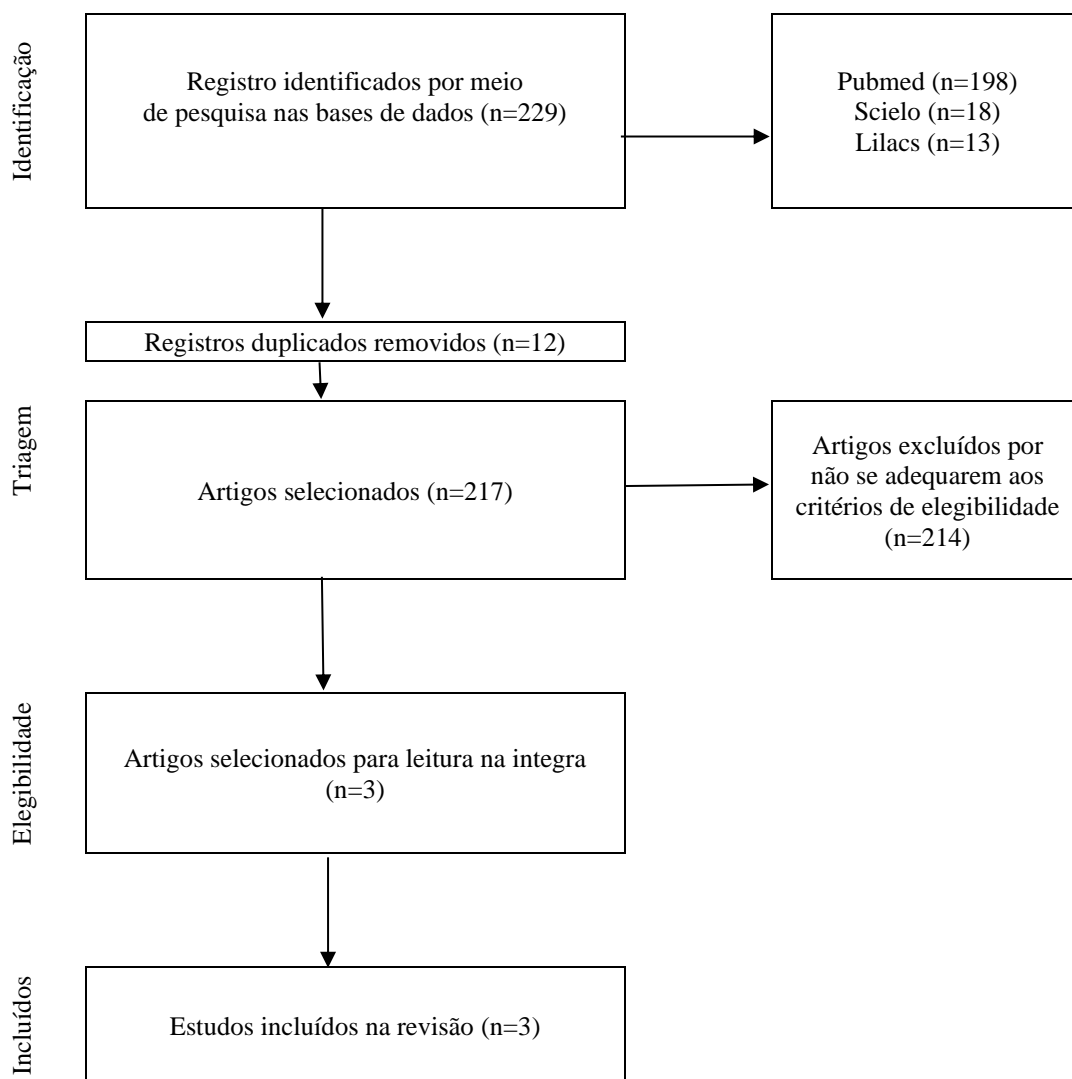 Identificação
Registro identificados por meio
de pesquisa nas bases de dados (n=229)
Pubmed (n=198)
Scielo (n=18)
Lilacs (n=13)
Registros duplicados removidos (n=12)
Triagem
Artigos selecionados (n=217)
Artigos excluídos por
não se adequarem aos
critérios de elegibilidade
(n=214)
Elegibilidade
Artigos selecionados para leitura na integra
(n=3)
Incluídos
Estudos incluídos na revisão (n=3)